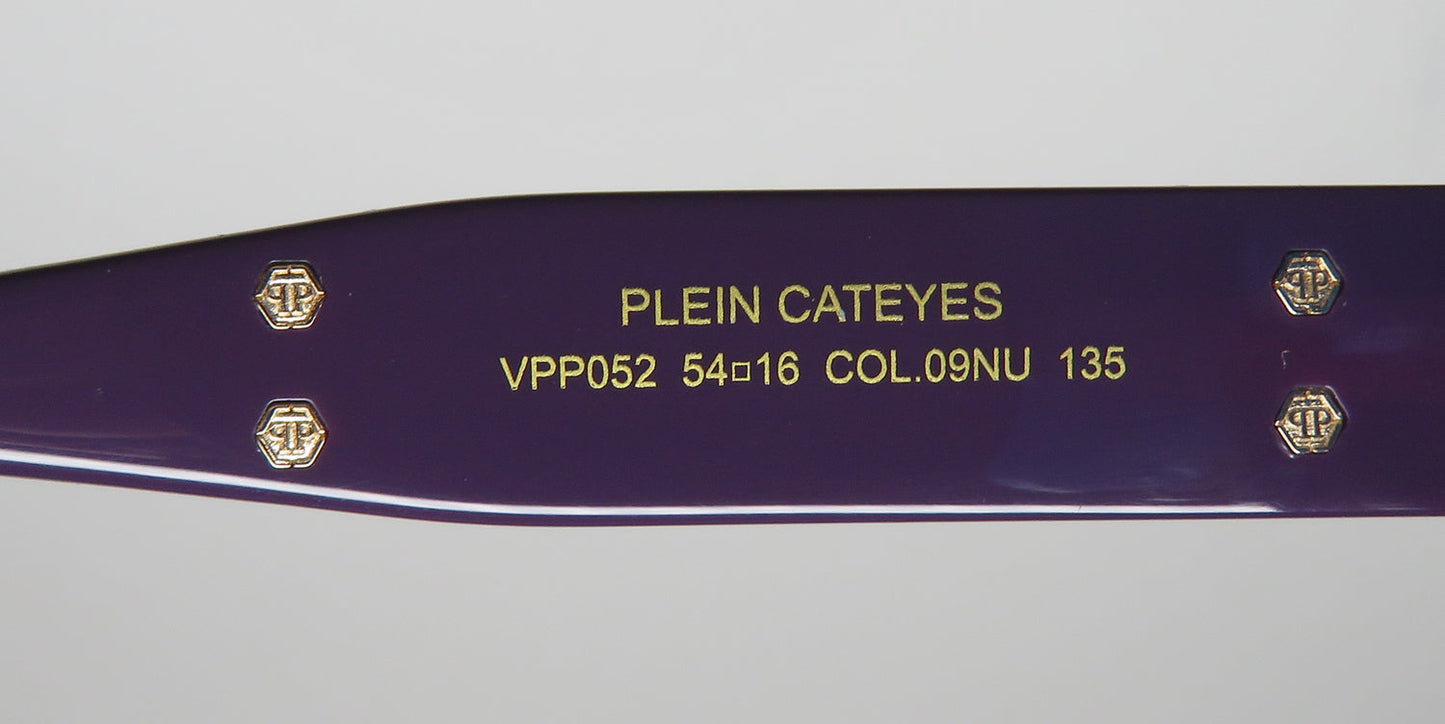 PLEIN CATEYES
VPP052 54□16 COL.09NU 135